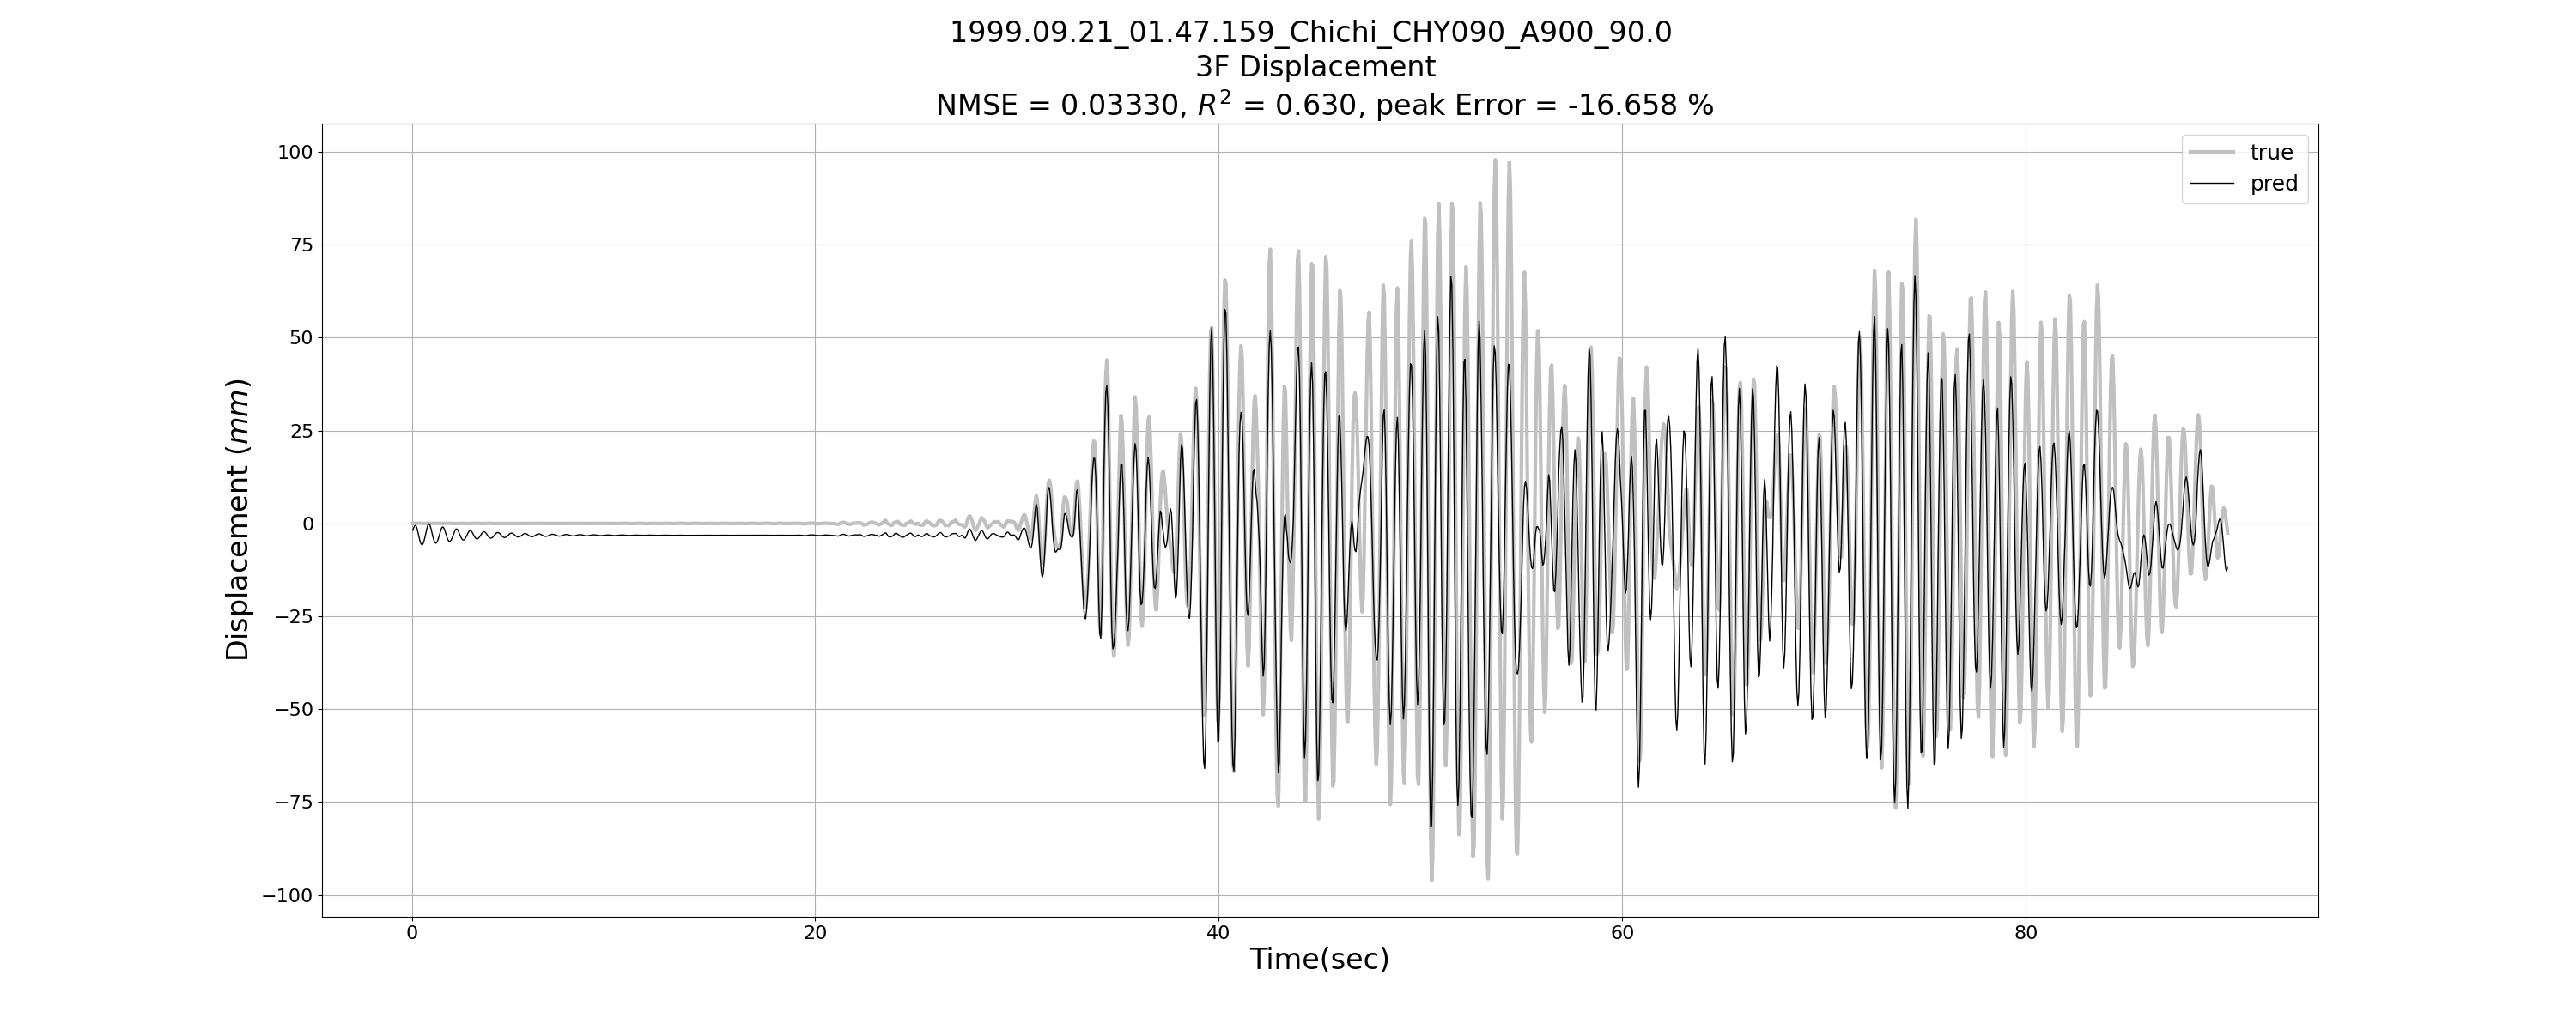 1999.09.21_01.47.159_Chichi_CHY090_A900_90.0
3F Displacement
NMSE = 0.03330, R² = 0.630, peak Error = -16.658 %
true
pred
100
75
50
25
0
−25
−50
−75
−100
Displacement (mm)
0 20 40 60 80
Time(sec)